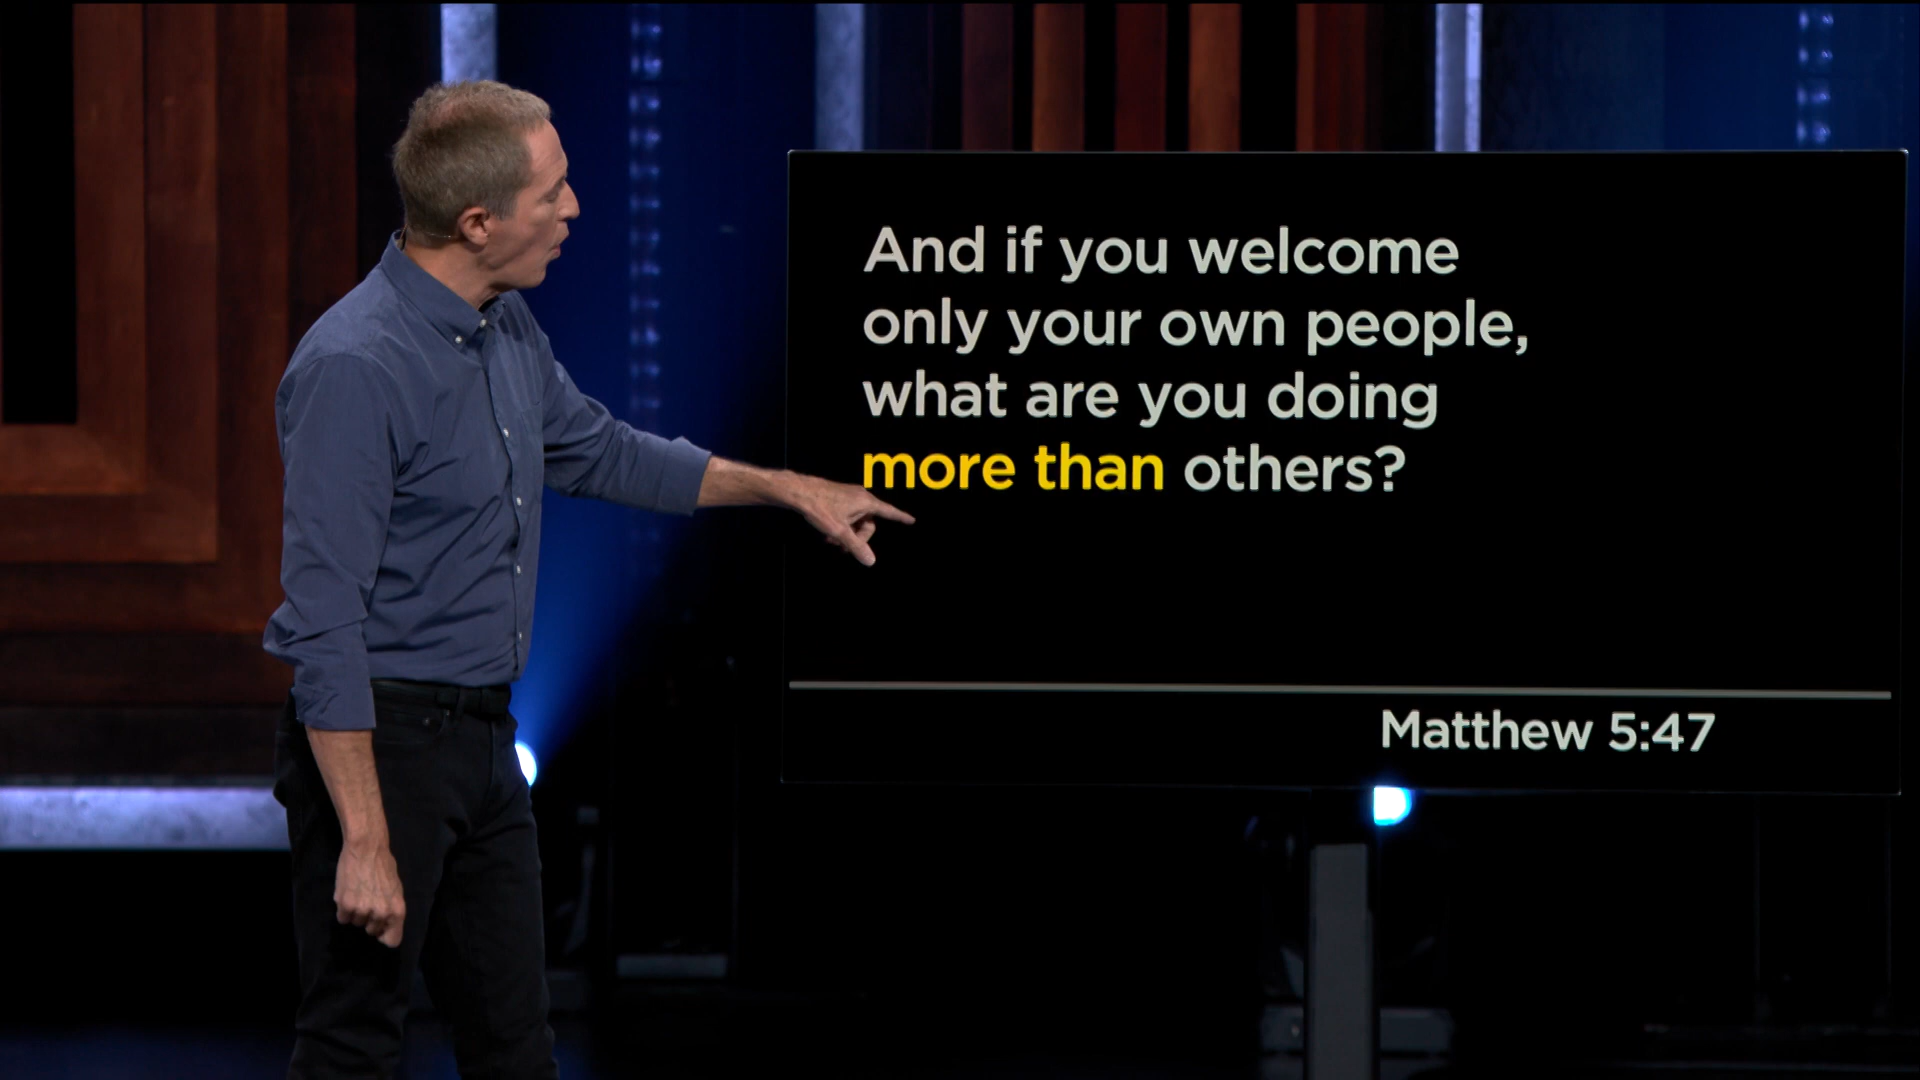 And if you welcome
only your own people,
what are you doing
more than others?
Matthew 5:47